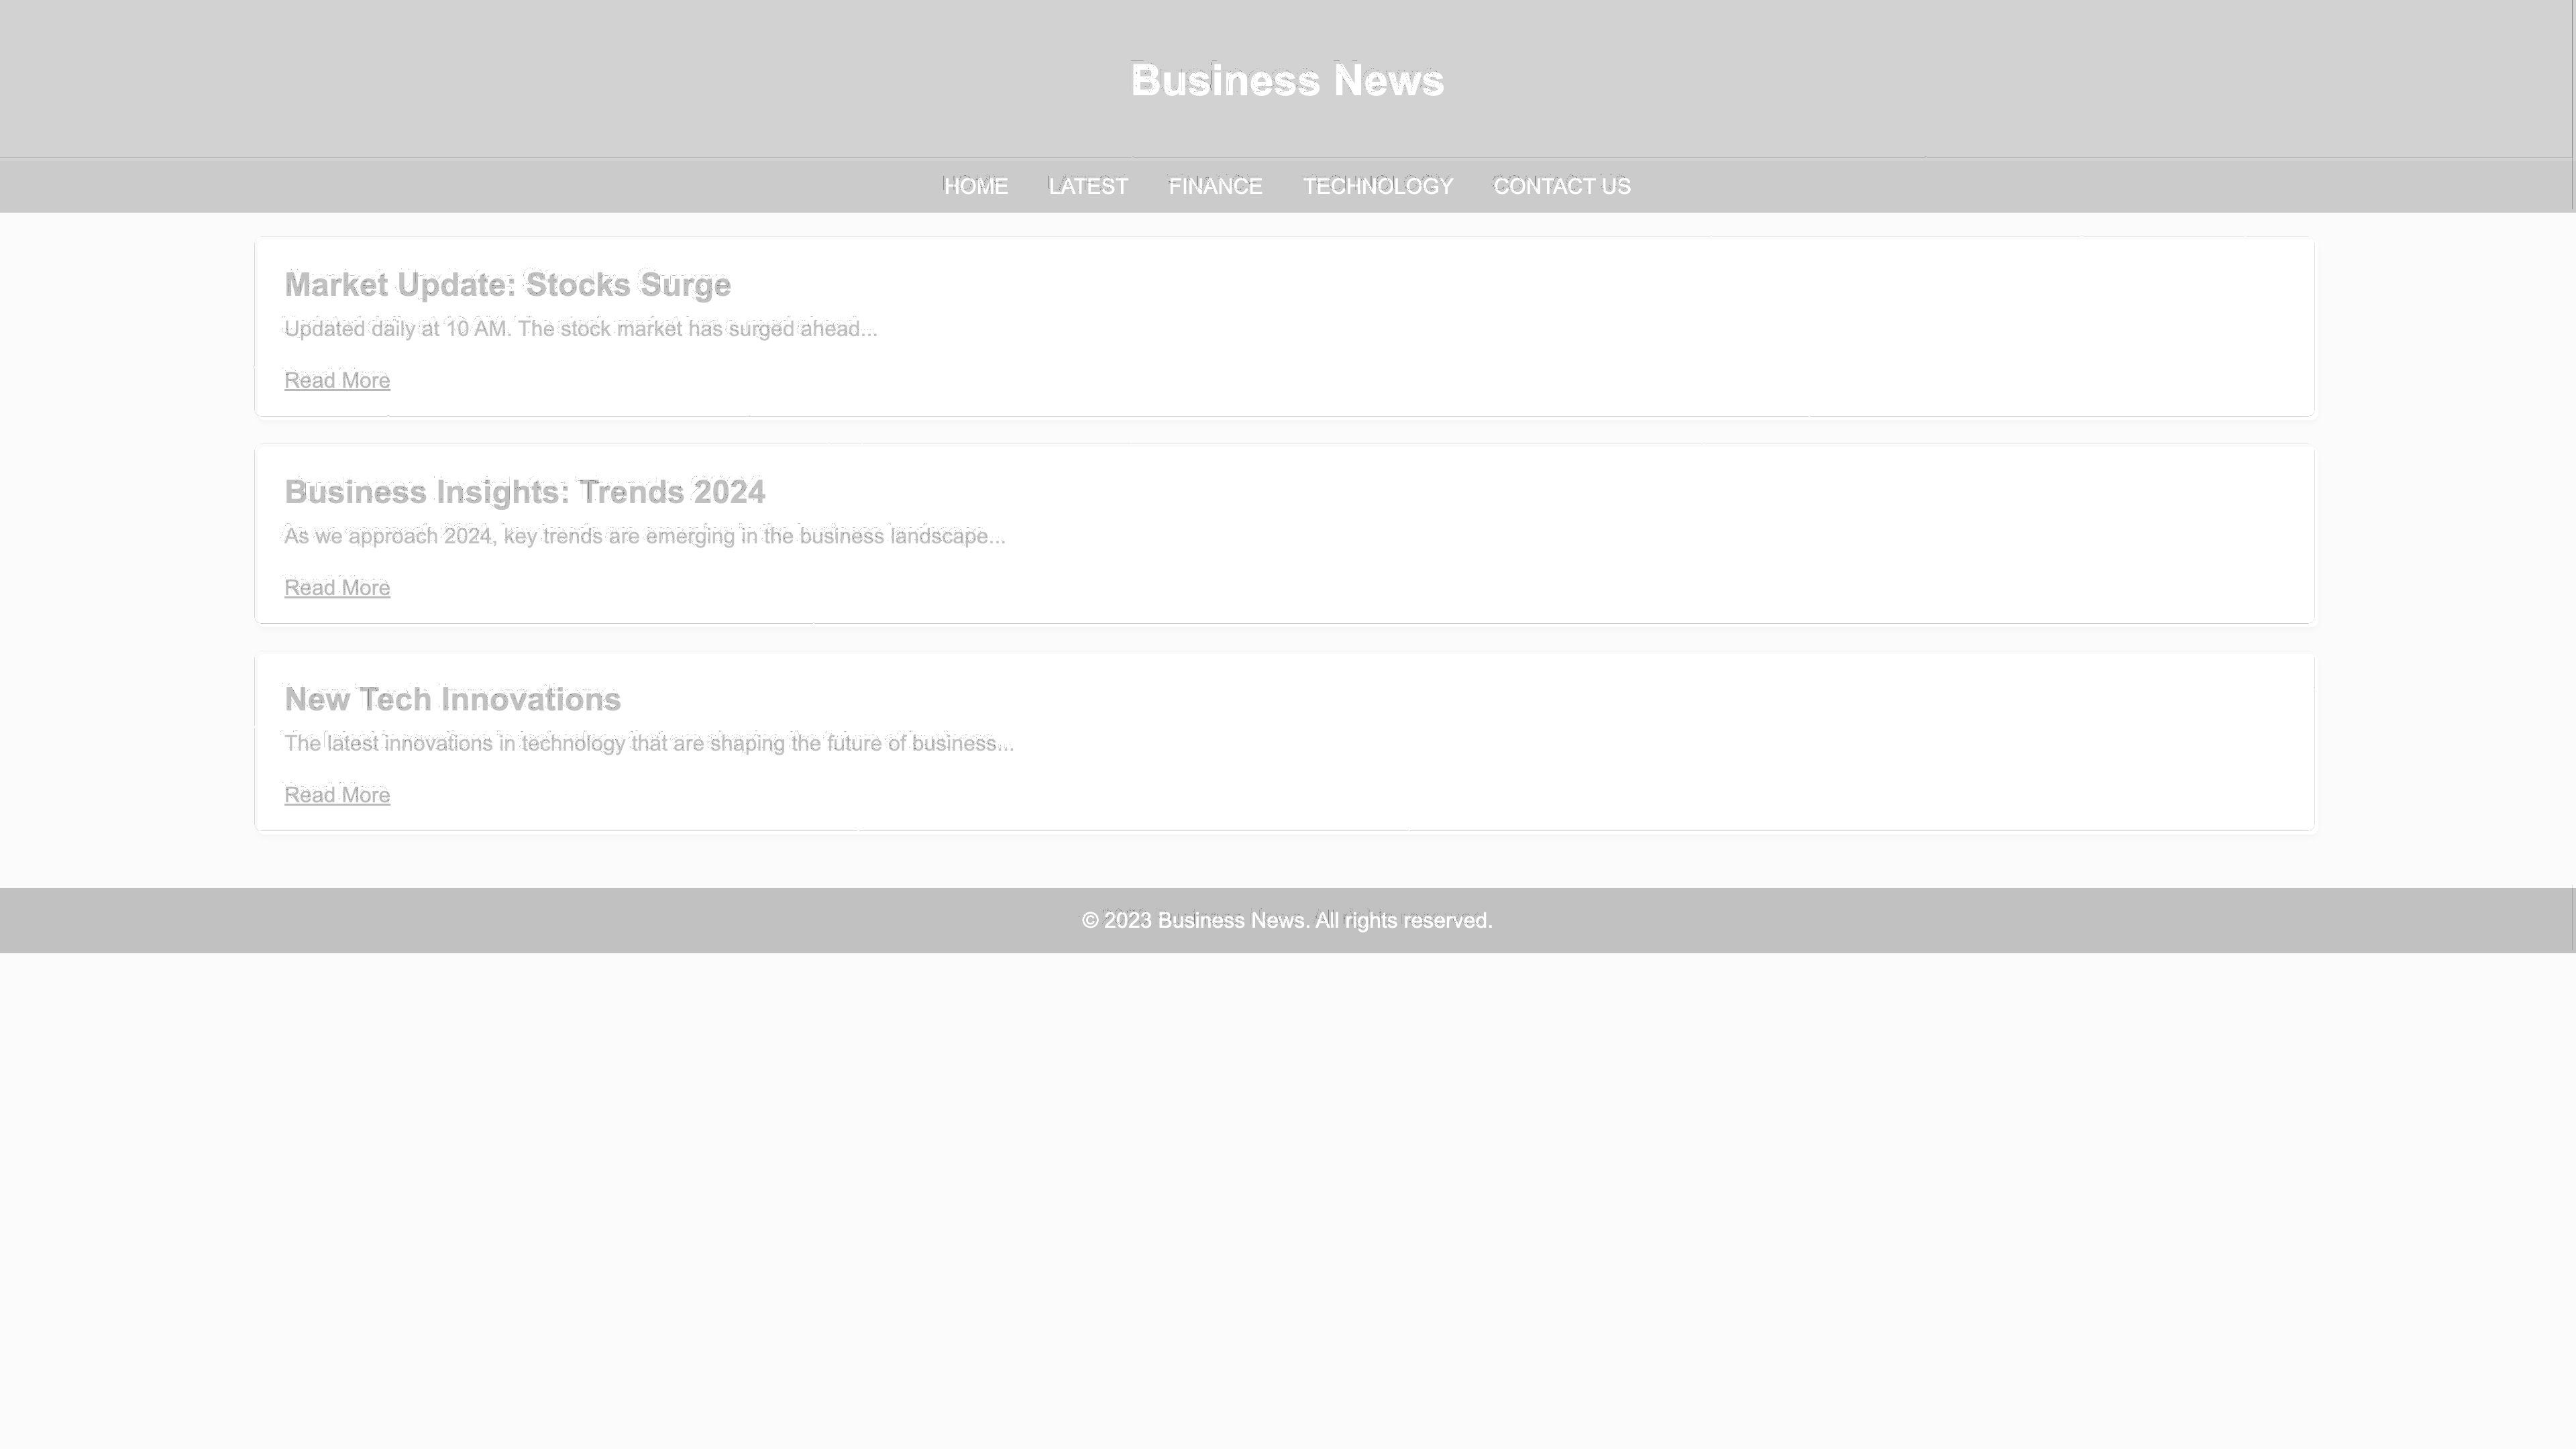 Business News
HOME LATEST FINANCE TECHNOLOGY CONTACT US
Market Update: Stocks Surge
Updated daily at 10 AM. The stock market has surged ahead...
Read More
Business Insights: Trends 2024
As we approach 2024, key trends are emerging in the business landscape...
Read More
New Tech Innovations
The latest innovations in technology that are shaping the future of business...
Read More
© 2023 Business News. All rights reserved.